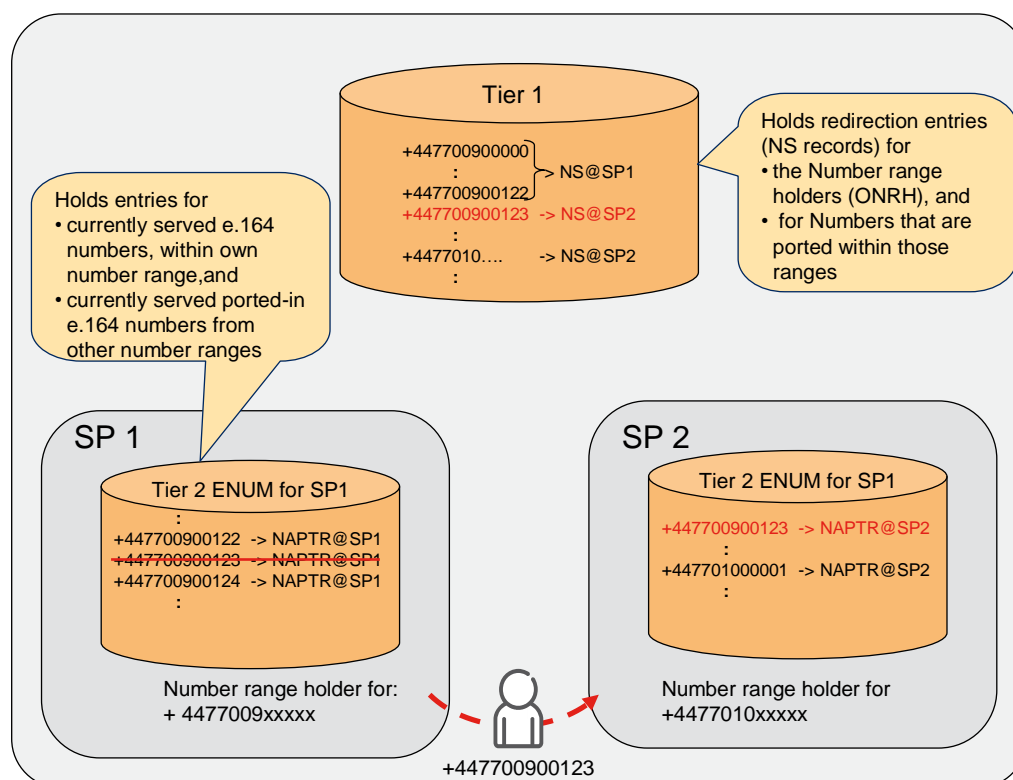 Tier 1
+447700900000
:
+447700900122
> NS@SP1
+447700900123 -> NS@SP2
:
+4477010.... -> NS@SP2
:
Holds redirection entries
(NS records) for
• the Number range
holders (ONRH), and
• for Numbers that are
ported within those
ranges
Holds entries for
• currently served e.164
numbers, within own
number range,and
• currently served ported-in
e.164 numbers from
other number ranges
SP 1
Tier 2 ENUM for SP1
:
+447700900122 -> NAPTR@SP1
+447700900123 -> NAPTR@SP1
+447700900124 -> NAPTR@SP1
:
Number range holder for:
+ 4477009xxxxx
SP 2
Tier 2 ENUM for SP1
+447700900123 -> NAPTR@SP2
:
+447701000001 -> NAPTR@SP2
:
Number range holder for
+4477010xxxxx
+447700900123